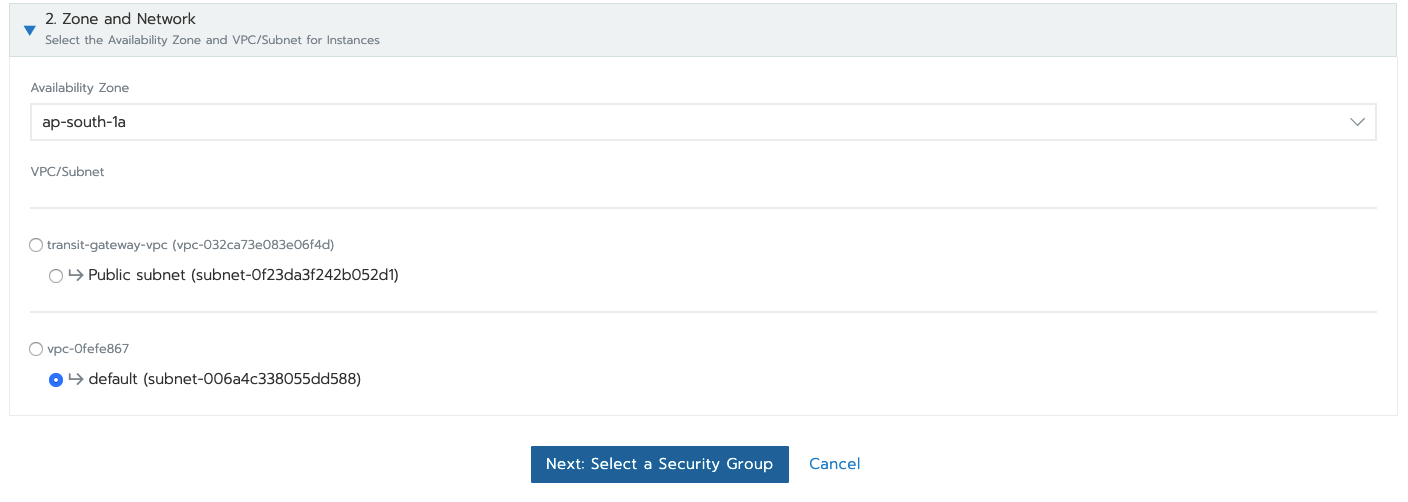 2. Zone and Network
Select the Availability Zone and VPC/Subnet for Instances
Availability Zone
ap-south-1a
VPC/Subnet
transit-gateway-vpc (vpc-032ca73e083e06f4d)
Public subnet (subnet-0f23da3f242b052d1)
vpc-0fefe867
default (subnet-006a4c338055dd588)
Next: Select a Security Group
Cancel